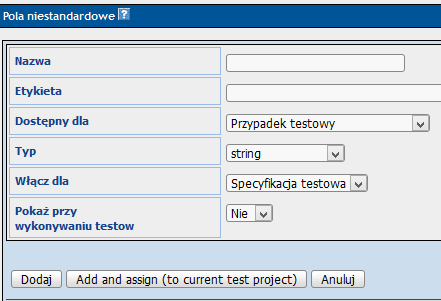 Pola niestandardowe ?
Nazwa
Etykieta
Dostępny dla
Przypadek testowy
Typ
string
Włącz dla
Specyfikacja testowa
Pokaż przy
wykonywaniu testow
Nie
Dodaj Add and assign (to current test project) Anuluj